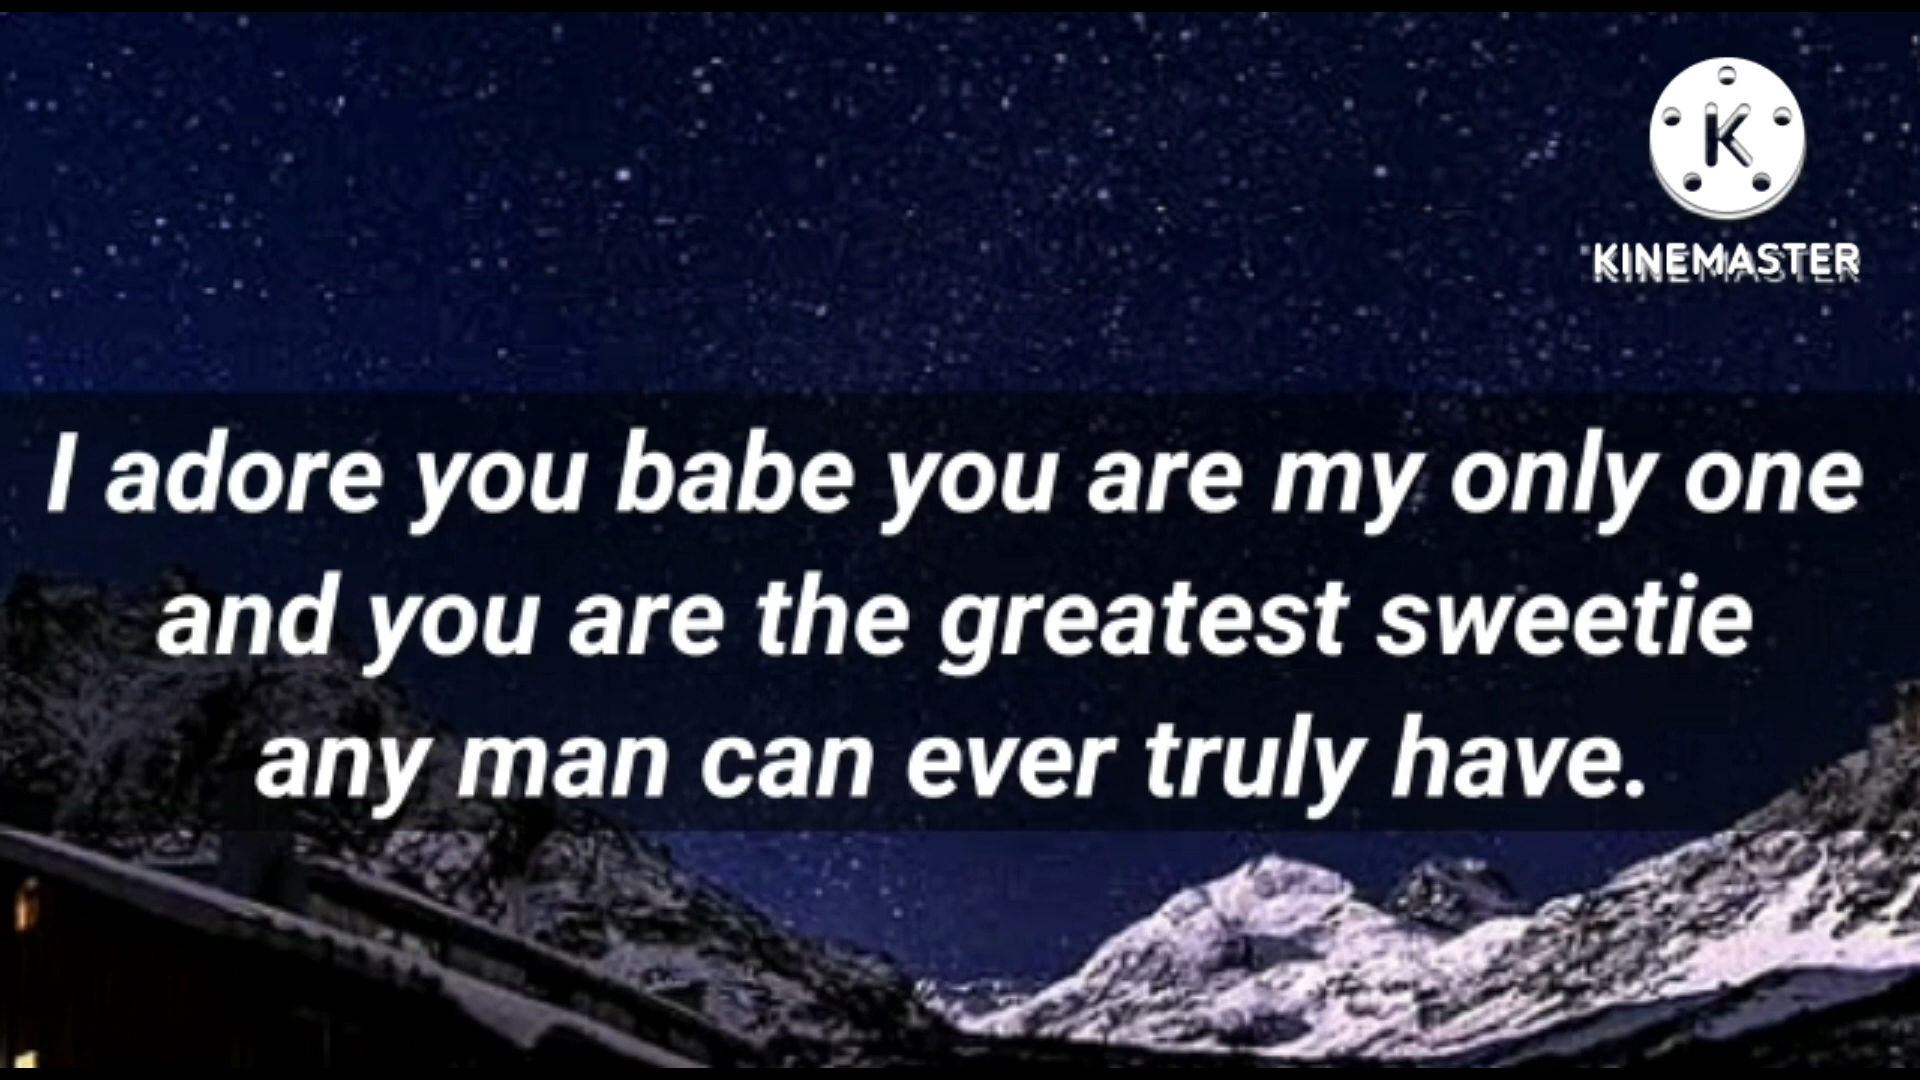 K
KINEMASTER
I adore you babe you are my only one
and you are the greatest sweetie
any man can ever truly have.